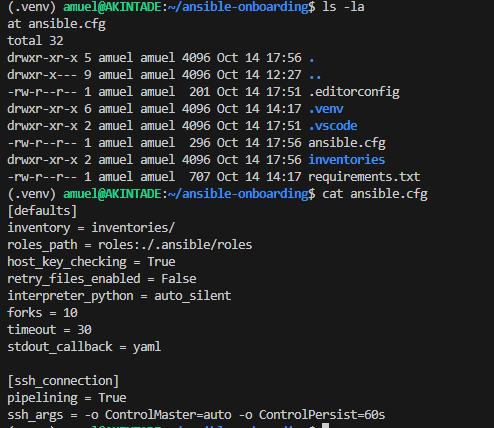 (.venv) amuel@AKINTADE:~/ansible-onboarding$ ls -la
at ansible.cfg
total 32
drwxr-xr-x 5 amuel amuel 4096 Oct 14 17:56 .
drwxr-x--- 9 amuel amuel 4096 Oct 14 12:27 ..
-rw-r--r-- 1 amuel amuel  201 Oct 14 17:51 .editorconfig
drwxr-xr-x 6 amuel amuel 4096 Oct 14 14:17 .venv
drwxr-xr-x 2 amuel amuel 4096 Oct 14 17:51 .vscode
-rw-r--r-- 1 amuel amuel  296 Oct 14 17:56 ansible.cfg
drwxr-xr-x 2 amuel amuel 4096 Oct 14 17:56 inventories
-rw-r--r-- 1 amuel amuel  707 Oct 14 14:17 requirements.txt
(.venv) amuel@AKINTADE:~/ansible-onboarding$ cat ansible.cfg
[defaults]
inventory = inventories/
roles_path = roles:./.ansible/roles
host_key_checking = True
retry_files_enabled = False
interpreter_python = auto_silent
forks = 10
timeout = 30
stdout_callback = yaml

[ssh_connection]
pipelining = True
ssh_args = -o ControlMaster=auto -o ControlPersist=60s
(.venv) amuel@AKINTADE:~/ansible-onboarding$